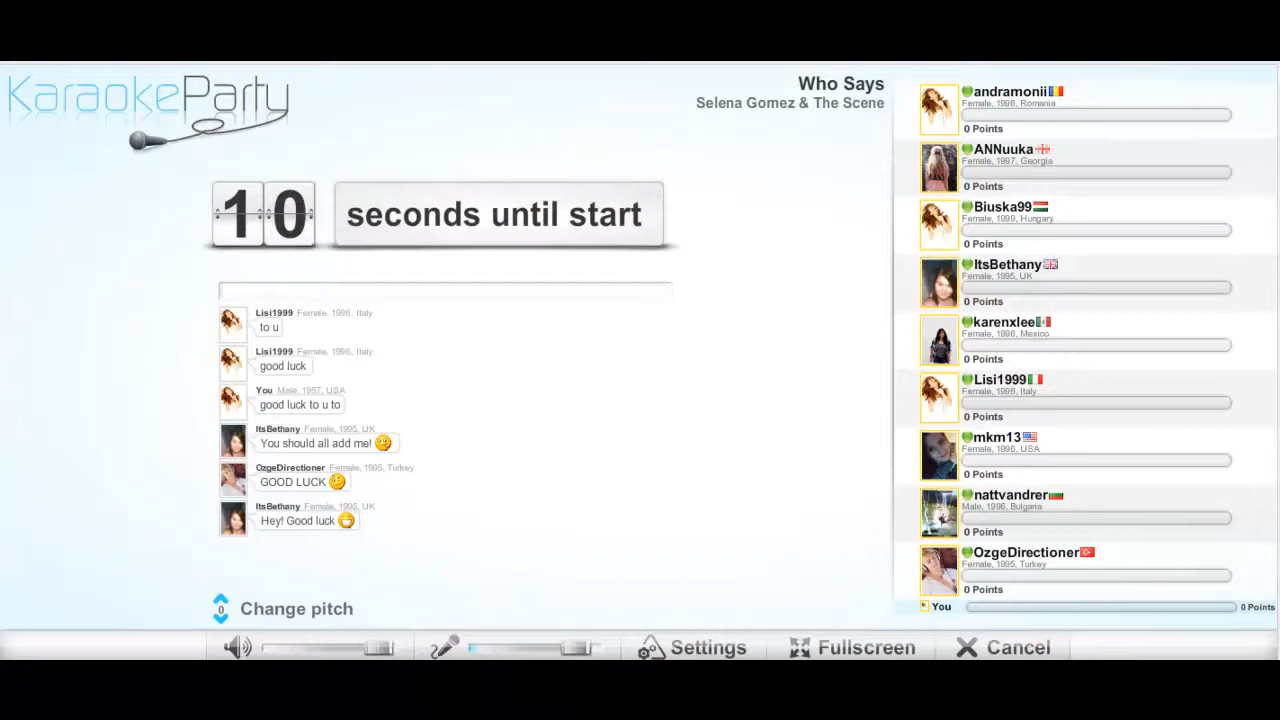 KaraokeParty
Who Says
Selena Gomez & The Scene
10 seconds until start
Lisi1999 Female, 1996, Italy
to u
Lisi1999 Female, 1996, Italy
good luck
You Male, 1957, USA
good luck to u to
ItsBethany Female, 1995, UK
You should all add me!
OzgeDirectioner Female, 1995, Turkey
GOOD LUCK
ItsBethany Female, 1995, UK
Hey! Good luck
0 Change pitch
andramonii
Female, 1996, Romania
0 Points
ANNuuka
Female, 1997, Georgia
0 Points
Biuska99
Female, 1999, Hungary
0 Points
ItsBethany
Female, 1995, UK
0 Points
karenxlee
Female, 1996, Mexico
0 Points
Lisi1999
Female, 1996, Italy
0 Points
mkm13
Female, 1996, USA
0 Points
nattvandrer
Male, 1996, Bulgaria
0 Points
OzgeDirectioner
Female, 1995, Turkey
0 Points
You 0 Points
Settings Fullscreen Cancel